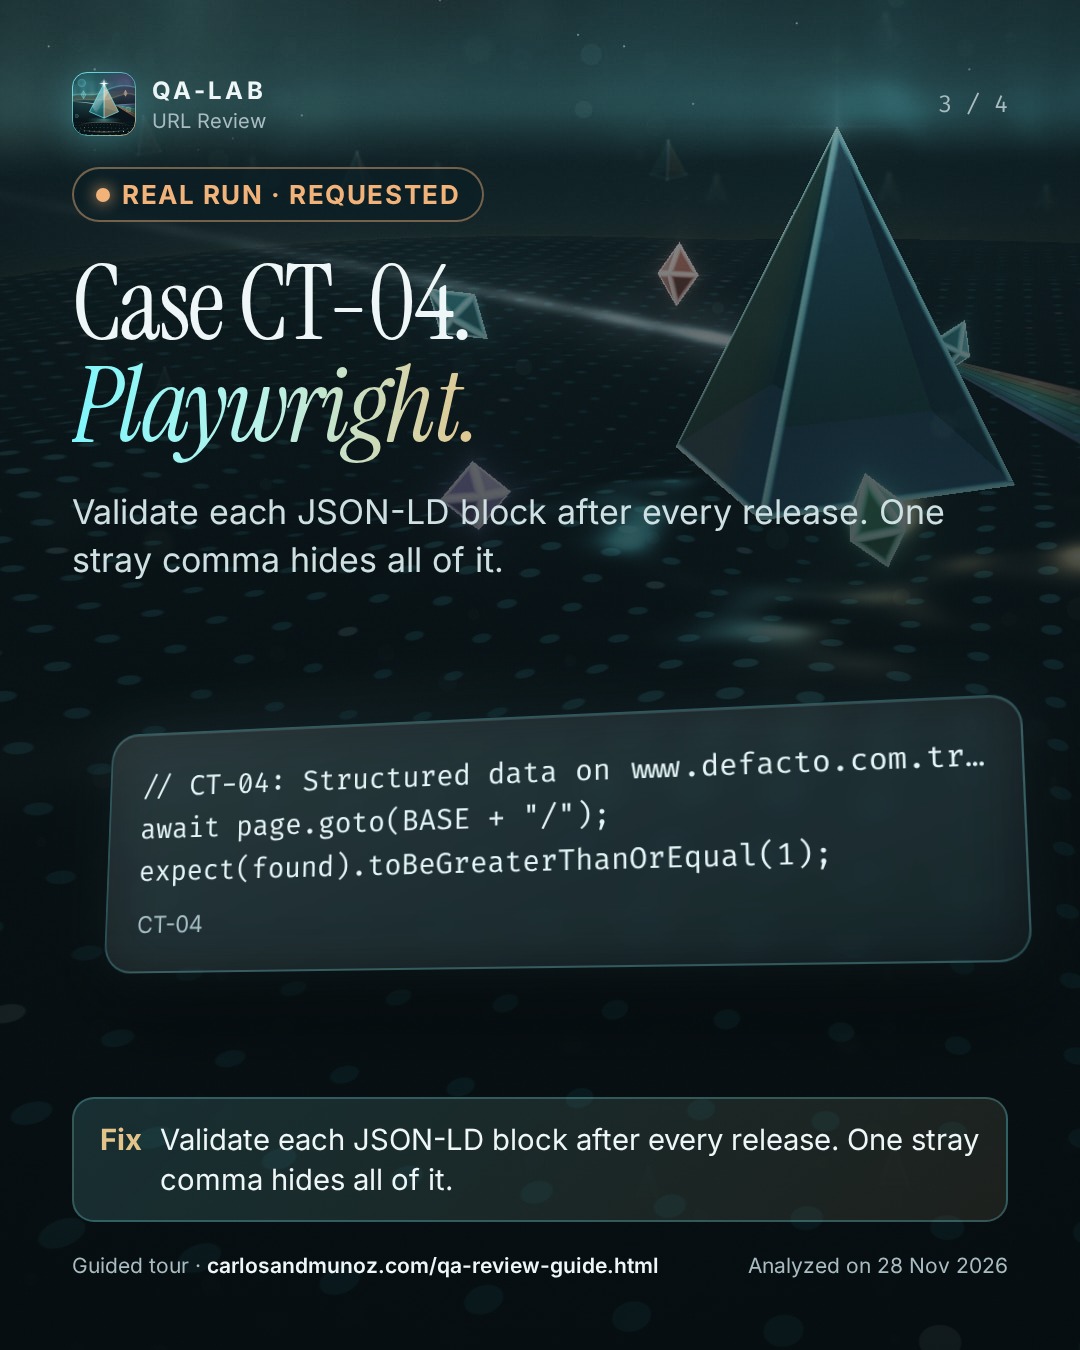 QA-LAB
URL Review
3 / 4
REAL RUN · REQUESTED
Case CT-04.
Playwright.
Validate each JSON-LD block after every release. One
stray comma hides all of it.
// CT-04: Structured data on www.defacto.com.tr…
await page.goto(BASE + "/");
expect(found).toBeGreaterThanOrEqual(1);
CT-04
Fix Validate each JSON-LD block after every release. One stray
comma hides all of it.
Guided tour · carlosandmunoz.com/qa-review-guide.html
Analyzed on 28 Nov 2026